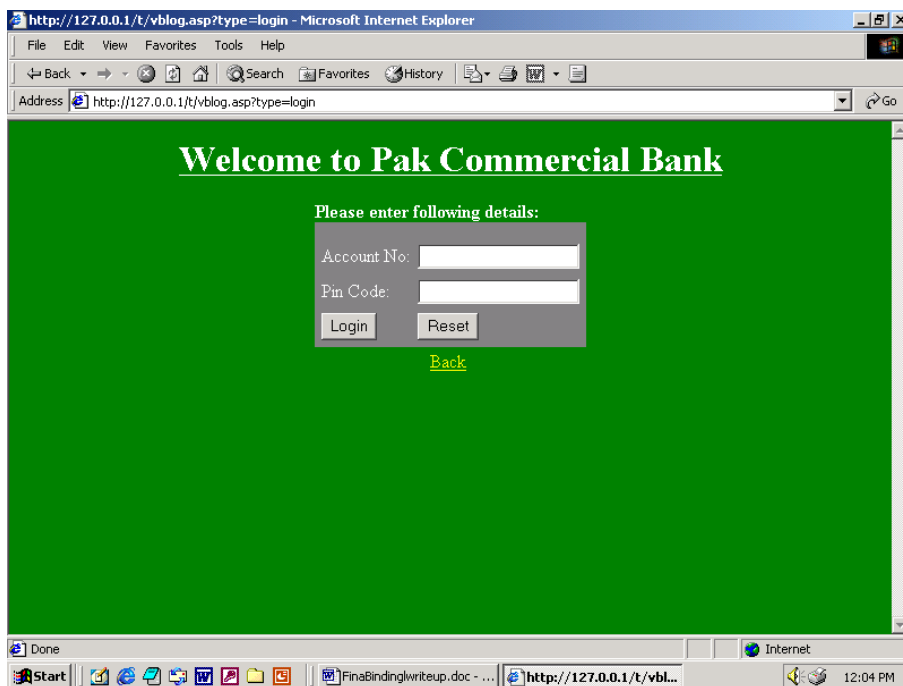 http://127.0.0.1/t/vblog.asp?type=login - Microsoft Internet Explorer
File Edit View Favorites Tools Help
Back Search Favorites History
Address http://127.0.0.1/t/vblog.asp?type=login Go
Welcome to Pak Commercial Bank
Please enter following details:
Account No:
Pin Code:
Login Reset
Back
Done Internet
Start FinaBindinglwriteup.doc - ... http://127.0.0.1/t/vbl... 12:04 PM